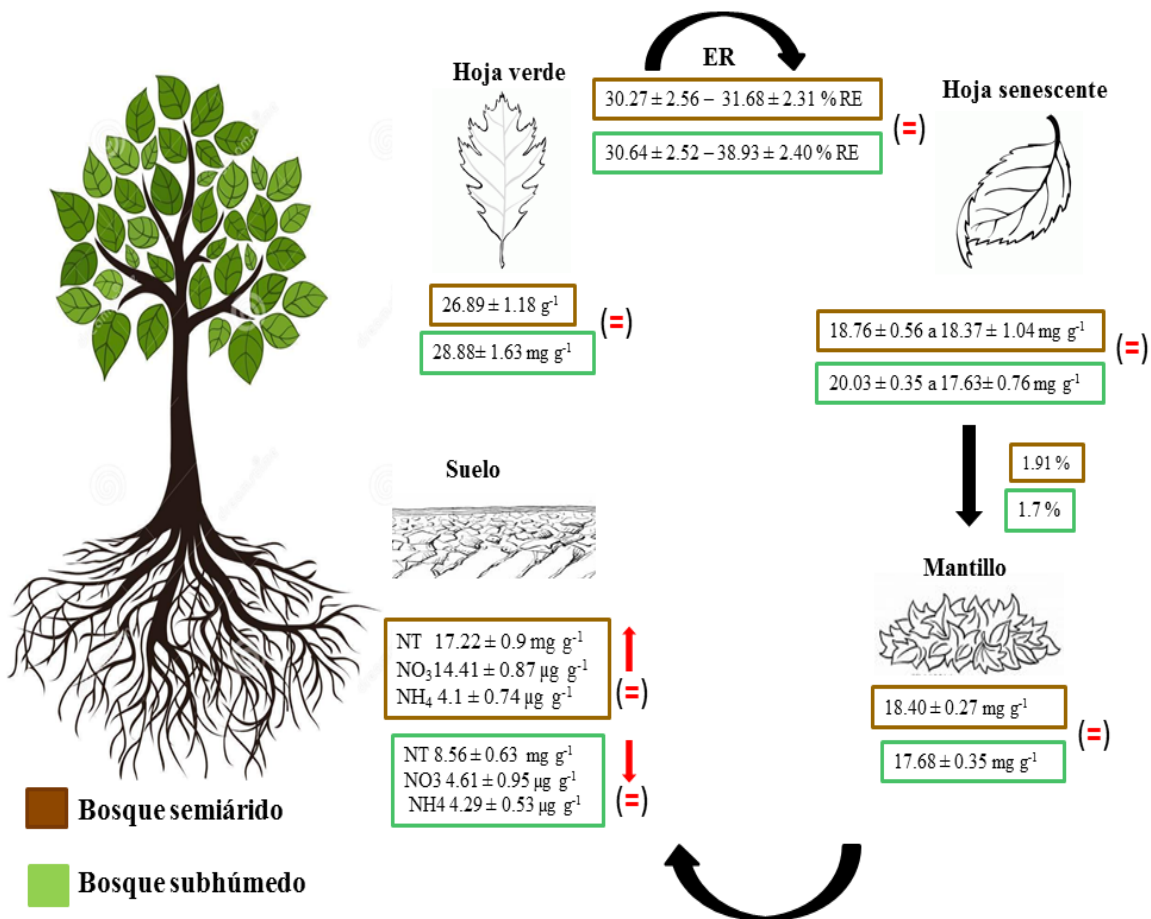 ER
Hoja verde
30.27 ± 2.56 – 31.68 ± 2.31 % RE
30.64 ± 2.52 – 38.93 ± 2.40 % RE
(=)
Hoja senescente
26.89 ± 1.18 g-1
28.88± 1.63 mg g-1
(=)
18.76 ± 0.56 a 18.37 ± 1.04 mg g-1
20.03 ± 0.35 a 17.63± 0.76 mg g-1
(=)
1.91 %
1.7 %
Suelo
NT 17.22 ± 0.9 mg g-1
NO3 14.41 ± 0.87 µg g-1
NH4 4.1 ± 0.74 µg g-1
(=)
NT 8.56 ± 0.63 mg g-1
NO3 4.61 ± 0.95 µg g-1
NH4 4.29 ± 0.53 µg g-1
(=)
Mantillo
18.40 ± 0.27 mg g-1
17.68 ± 0.35 mg g-1
(=)
Bosque semiárido
Bosque subhúmedo